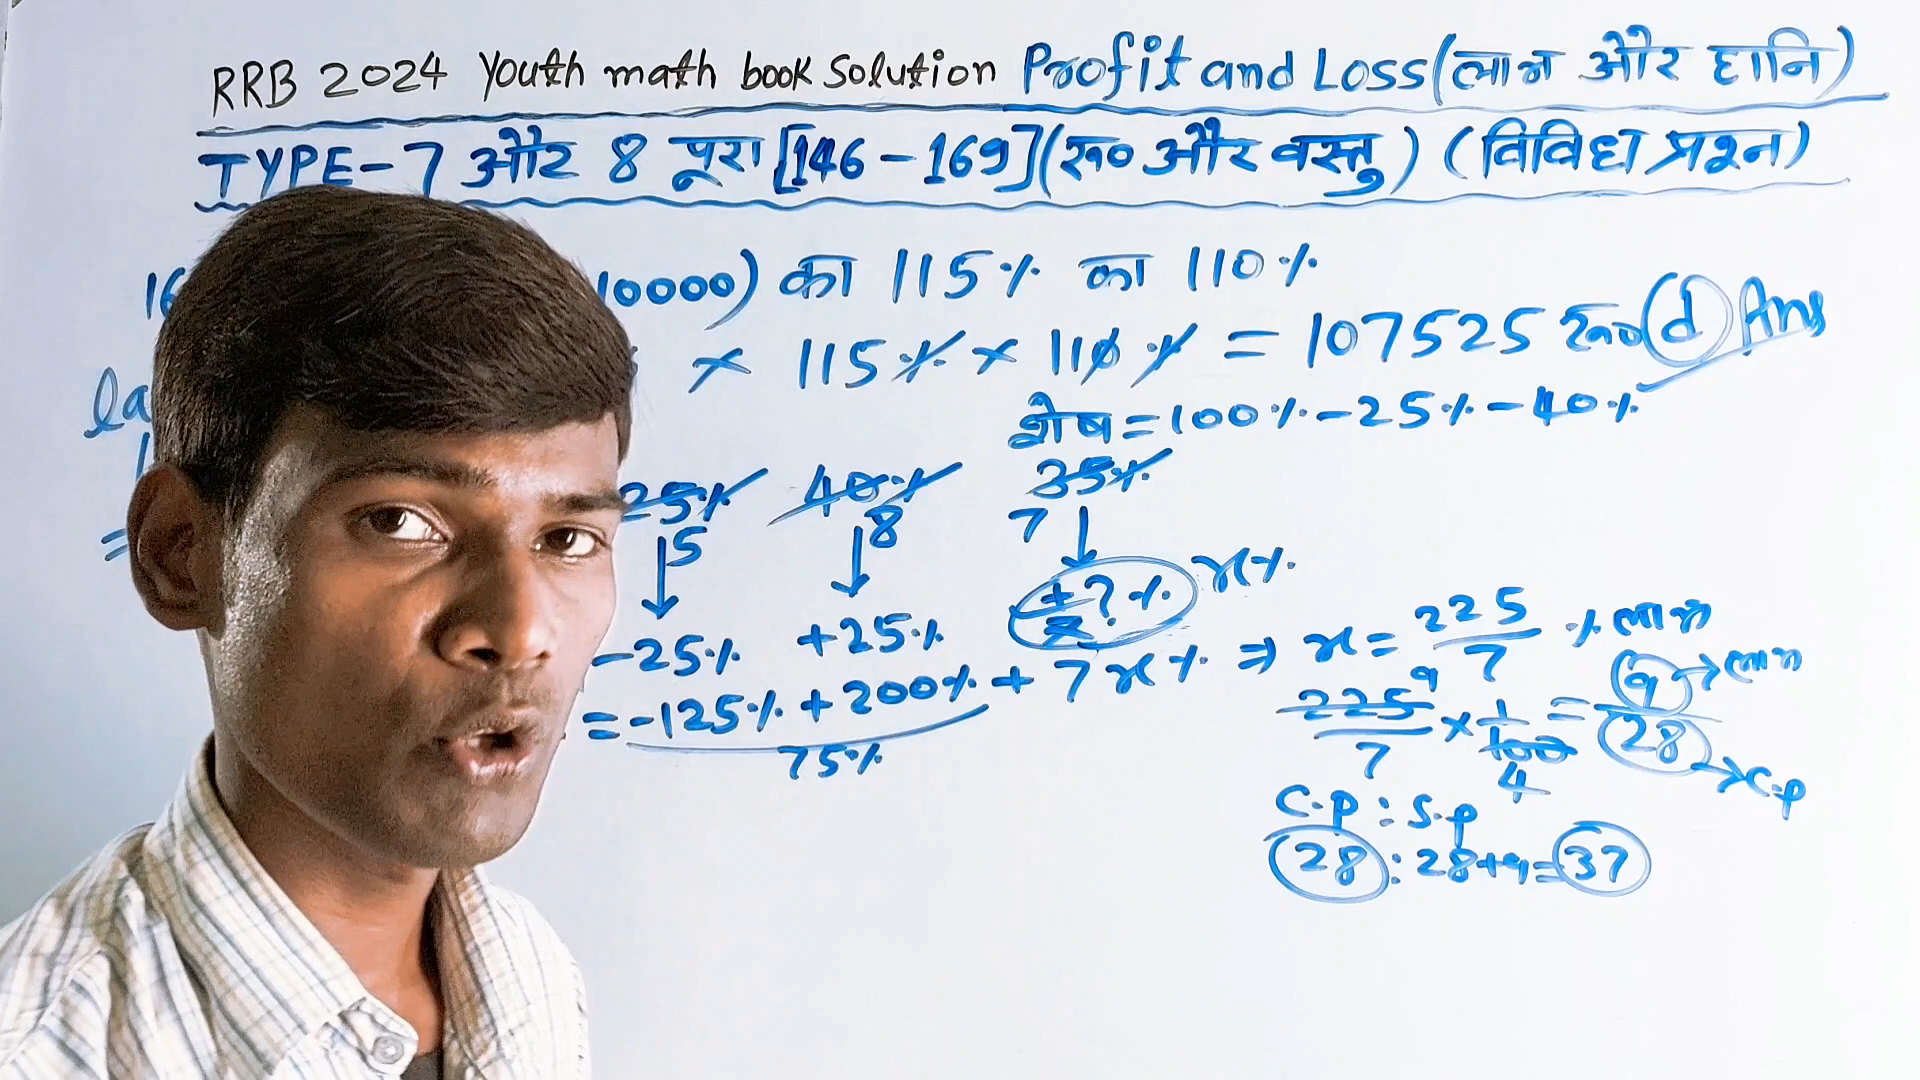 RRB 2024 Youth math book Solution Profit and Loss (लाभ और हानि)
TYPE-7 और 8 पूरा [146-169] (रू० और वस्तु) (विविध प्रश्न)
10000) का 115% का 110%
× 115% × 110% = 107525 रू० (d) Ans
शेष = 100% - 25% - 40%
25% 40% 35%
5 8 7
-25% +25% +?% x%
= -125% + 200% + 7x% ⇒ x = 225/7 % लाभ
75%
225/7 × 1/100 = 9/28
9 → लाभ
28 → C.P
9
4
C.P : S.P
28 : 28+9=37